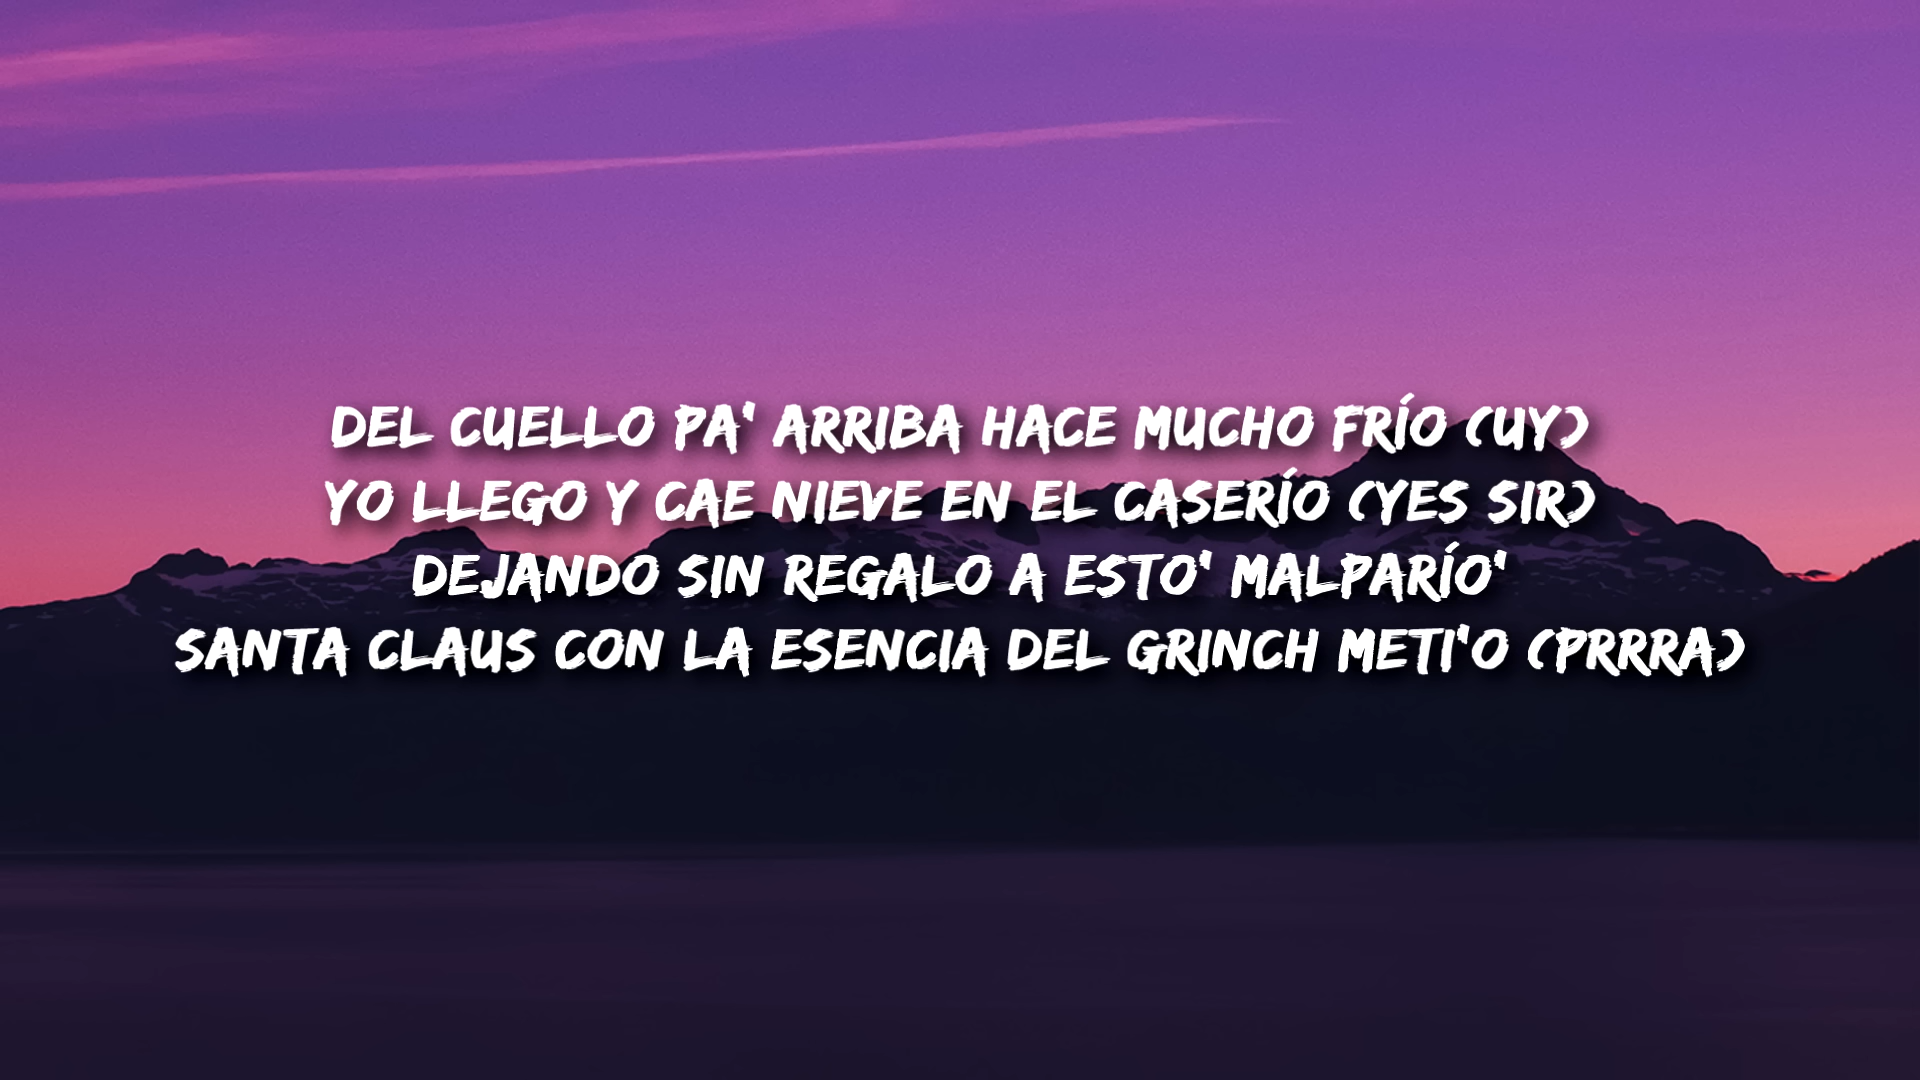 DEL CUELLO PA' ARRIBA HACE MUCHO FRÍO (UY)
YO LLEGO Y CAE NIEVE EN EL CASERÍO (YES SIR)
DEJANDO SIN REGALO A ESTO' MALPARÍO'
SANTA CLAUS CON LA ESENCIA DEL GRINCH METI'O (PRRRA)